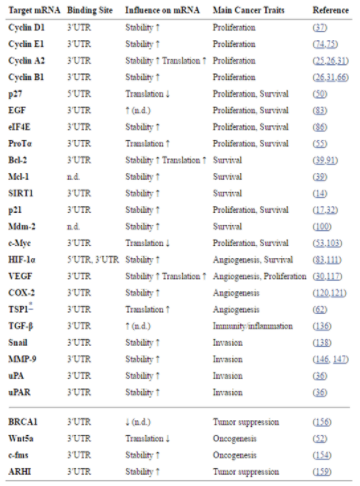 Target mRNA Binding Site Influence on mRNA Main Cancer Traits Reference
Cyclin D1 3'UTR Stability ↑ Proliferation (37)
Cyclin E1 3'UTR Stability ↑ Proliferation (74,75)
Cyclin A2 3'UTR Stability ↑ Translation ↑ Proliferation (25,26,31)
Cyclin B1 3'UTR Stability ↑ Proliferation (26,31,66)
p27 5'UTR Translation ↓ Proliferation, Survival (50)
EGF 3'UTR ↑ (n.d.) Proliferation, Survival (83)
eIF4E 3'UTR Stability ↑ Proliferation, Survival (86)
ProTα 3'UTR Translation ↑ Proliferation, Survival (55)
Bcl-2 3'UTR Stability ↑ Translation ↑ Survival (39,91)
Mcl-1 n.d. Stability ↑ Survival (39)
SIRT1 3'UTR Stability ↑ Survival (14)
p21 3'UTR Stability ↑ Proliferation, Survival (17,32)
Mdm-2 n.d. Stability ↑ Survival (100)
c-Myc 3'UTR Translation ↓ Proliferation, Survival (53,103)
HIF-1α 5'UTR, 3'UTR Stability ↑ Angiogenesis, Survival (83,111)
VEGF 3'UTR Stability ↑ Translation ↑ Angiogenesis, Proliferation (30,117)
COX-2 3'UTR Stability ↑ Angiogenesis (120,121)
TSP1* 3'UTR Translation ↑ Angiogenesis (62)
TGF-β 3'UTR ↑ (n.d.) Immunity/inflammation (136)
Snail 3'UTR Stability ↑ Invasion (138)
MMP-9 3'UTR Stability ↑ Invasion (146, 147)
uPA 3'UTR Stability ↑ Invasion (36)
uPAR 3'UTR Stability ↑ Invasion (36)
BRCA1 3'UTR ↓ (n.d.) Tumor suppression (156)
Wnt5a 3'UTR Translation ↓ Oncogenesis (52)
c-fms 3'UTR Stability ↑ Oncogenesis (154)
ARHI 3'UTR Stability ↑ Tumor suppression (159)